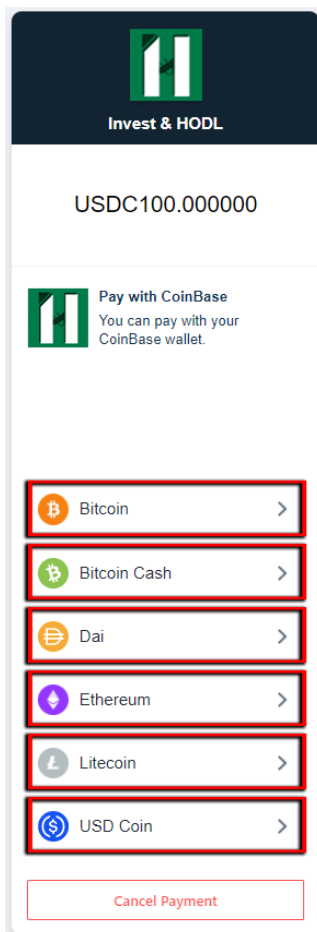 Invest & HODL
USDC100.000000
Pay with CoinBase
You can pay with your
CoinBase wallet.
Bitcoin
Bitcoin Cash
Dai
Ethereum
Litecoin
USD Coin
Cancel Payment